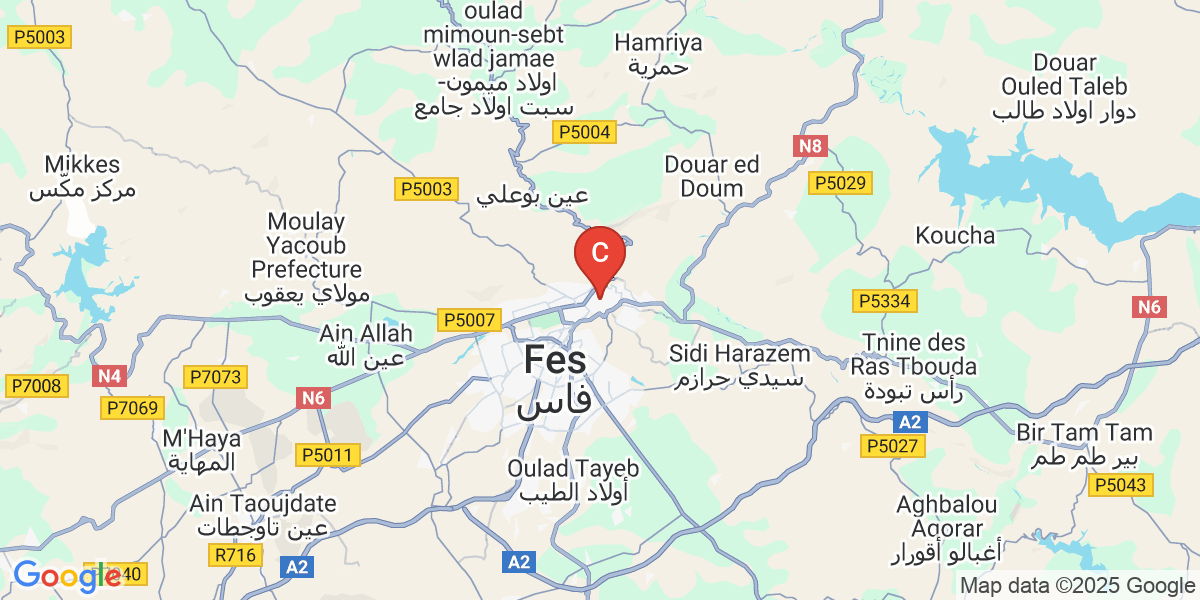 P5003
oulad
mimoun-sebt
wlad jamae
اولاد ميمون-
سبت اولاد جامع
Hamriya
حمرية
Douar
Ouled Taleb
دوار اولاد طالب
P5004
N8
Mikkes
مركز مكّس
P5003
عين بوعلي
Douar ed
Doum
P5029
Moulay
Yacoub
Prefecture
مولاي يعقوب
Koucha
C
P5334
N6
P5007
Ain Allah
عين الله
Fes
فاس
Sidi Harazem
سيدي حرازم
Tnine des
Ras Tbouda
رأس تبودة
P7008
N4
P7073
P7069
N6
A2
M'Haya
المهاية
P5011
P5027
Bir Tam Tam
بير طم طم
Oulad Tayeb
أولاد الطيب
P5043
Ain Taoujdate
عين تاوجطات
Aghbalou
Aqorar
أغبالو أقورار
R716
A2
A2
Google
Map data ©2025 Google